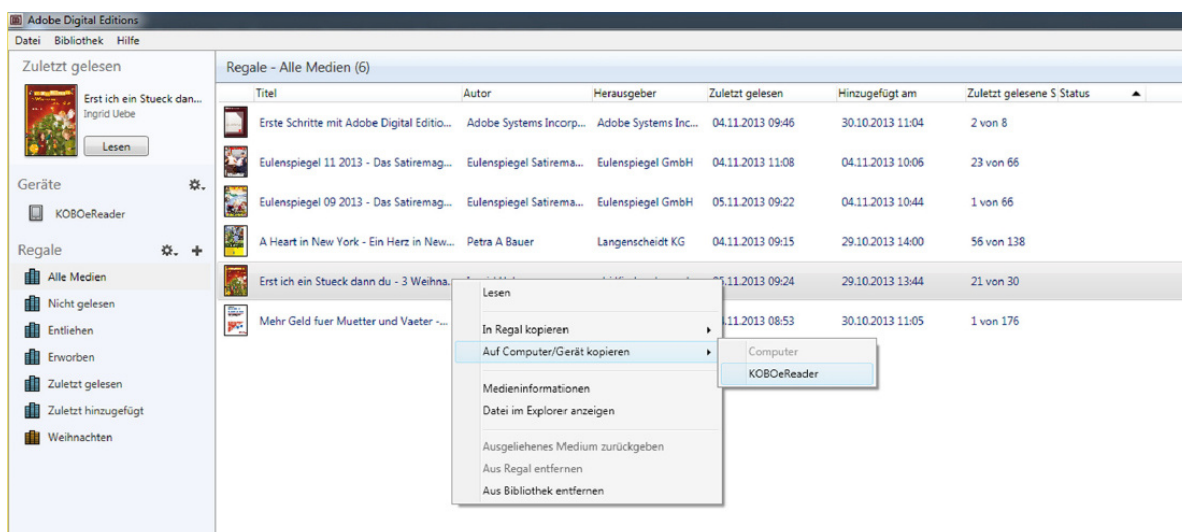 Adobe Digital Editions
Datei Bibliothek Hilfe
Zuletzt gelesen
Erst ich ein Stueck dan...
Ingrid Uebe
Lesen
Geräte
KOBOeReader
Regale
Alle Medien
Nicht gelesen
Entliehen
Erworben
Zuletzt gelesen
Zuletzt hinzugefügt
Weihnachten
Regale - Alle Medien (6)
Titel Autor Herausgeber Zuletzt gelesen Hinzugefügt am Zuletzt gelesene S Status
Erste Schritte mit Adobe Digital Editio... Adobe Systems Incorp... Adobe Systems Inc... 04.11.2013 09:46 30.10.2013 11:04 2 von 8
Eulenspiegel 11 2013 - Das Satiremag... Eulenspiegel Satirema... Eulenspiegel GmbH 04.11.2013 11:08 04.11.2013 10:06 23 von 66
Eulenspiegel 09 2013 - Das Satiremag... Eulenspiegel Satirema... Eulenspiegel GmbH 05.11.2013 09:22 04.11.2013 10:44 1 von 66
A Heart in New York - Ein Herz in New... Petra A Bauer Langenscheidt KG 04.11.2013 09:15 29.10.2013 14:00 56 von 138
Erst ich ein Stueck dann du - 3 Weihna... .11.2013 09:24 29.10.2013 13:44 21 von 30
Mehr Geld fuer Muetter und Vaeter -... .11.2013 08:53 30.10.2013 11:05 1 von 176
Lesen
In Regal kopieren
Auf Computer/Gerät kopieren
Computer
KOBOeReader
Medieninformationen
Datei im Explorer anzeigen
Ausgeliehenes Medium zurückgeben
Aus Regal entfernen
Aus Bibliothek entfernen